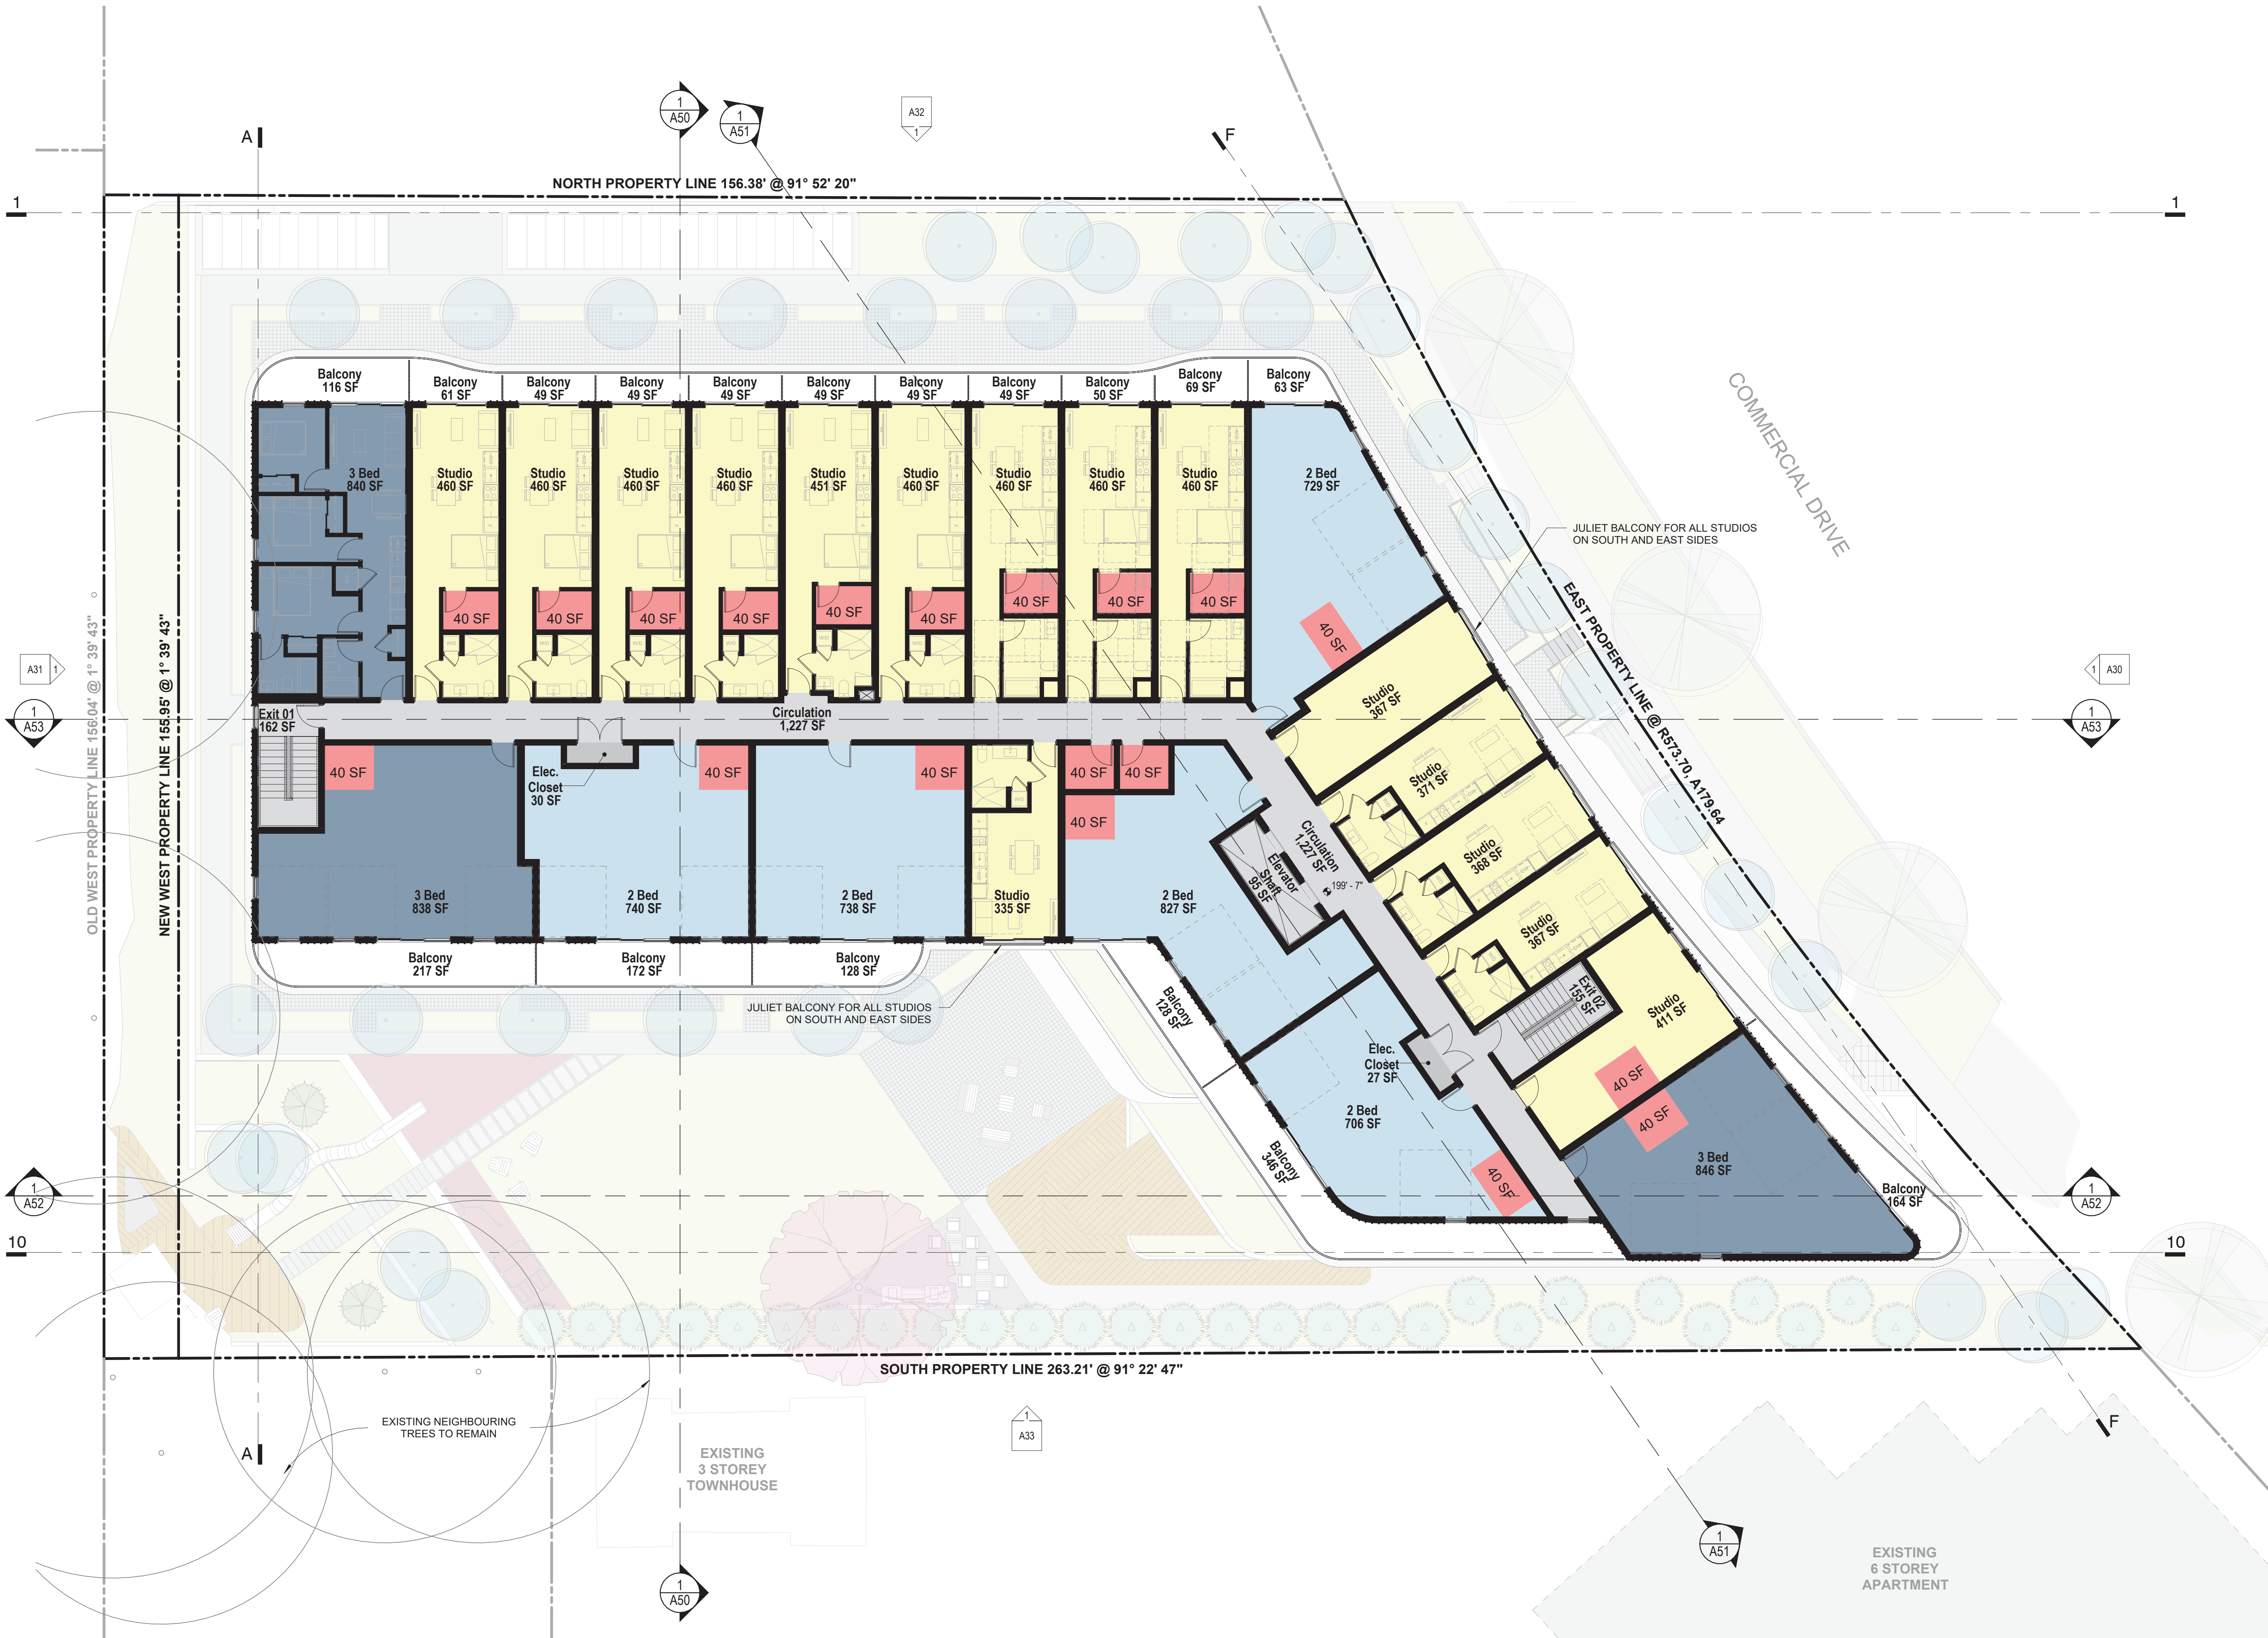 1
A50
1
A51
A32
1
A
F
NORTH PROPERTY LINE 156.38' @ 91° 52' 20"
1
1
Balcony
116 SF
Balcony
61 SF
Balcony
49 SF
Balcony
49 SF
Balcony
49 SF
Balcony
49 SF
Balcony
49 SF
Balcony
49 SF
Balcony
50 SF
Balcony
69 SF
Balcony
63 SF
COMMERCIAL DRIVE
3 Bed
840 SF
Studio
460 SF
Studio
460 SF
Studio
460 SF
Studio
460 SF
Studio
451 SF
Studio
460 SF
Studio
460 SF
Studio
460 SF
Studio
460 SF
2 Bed
729 SF
JULIET BALCONY FOR ALL STUDIOS
ON SOUTH AND EAST SIDES
40 SF
40 SF
40 SF
40 SF
40 SF
40 SF
40 SF
40 SF
40 SF
40 SF
EAST PROPERTY LINE @ R573.70, A179.64
OLD WEST PROPERTY LINE 156.04' @ 1° 39' 43"
NEW WEST PROPERTY LINE 155.95' @ 1° 39' 43"
A31
1
1
A30
1
A53
1
A53
Exit 01
162 SF
Circulation
1,227 SF
Studio
367 SF
Studio
371 SF
Studio
368 SF
Studio
367 SF
Studio
411 SF
40 SF
Elec.
Closet
30 SF
40 SF
40 SF
40 SF
40 SF
40 SF
Circulation
1,227 SF
Elevator
Shaft
95 SF
199' - 7"
3 Bed
838 SF
2 Bed
740 SF
2 Bed
738 SF
Studio
335 SF
2 Bed
827 SF
Balcony
217 SF
Balcony
172 SF
Balcony
128 SF
JULIET BALCONY FOR ALL STUDIOS
ON SOUTH AND EAST SIDES
Balcony
128 SF
Exit 02
155 SF
Elec.
Closet
27 SF
2 Bed
706 SF
40 SF
40 SF
40 SF
Balcony
346 SF
3 Bed
846 SF
Balcony
164 SF
1
A52
1
A52
10
10
SOUTH PROPERTY LINE 263.21' @ 91° 22' 47"
EXISTING NEIGHBOURING
TREES TO REMAIN
A
EXISTING
3 STOREY
TOWNHOUSE
1
A33
F
1
A51
EXISTING
6 STOREY
APARTMENT
1
A50